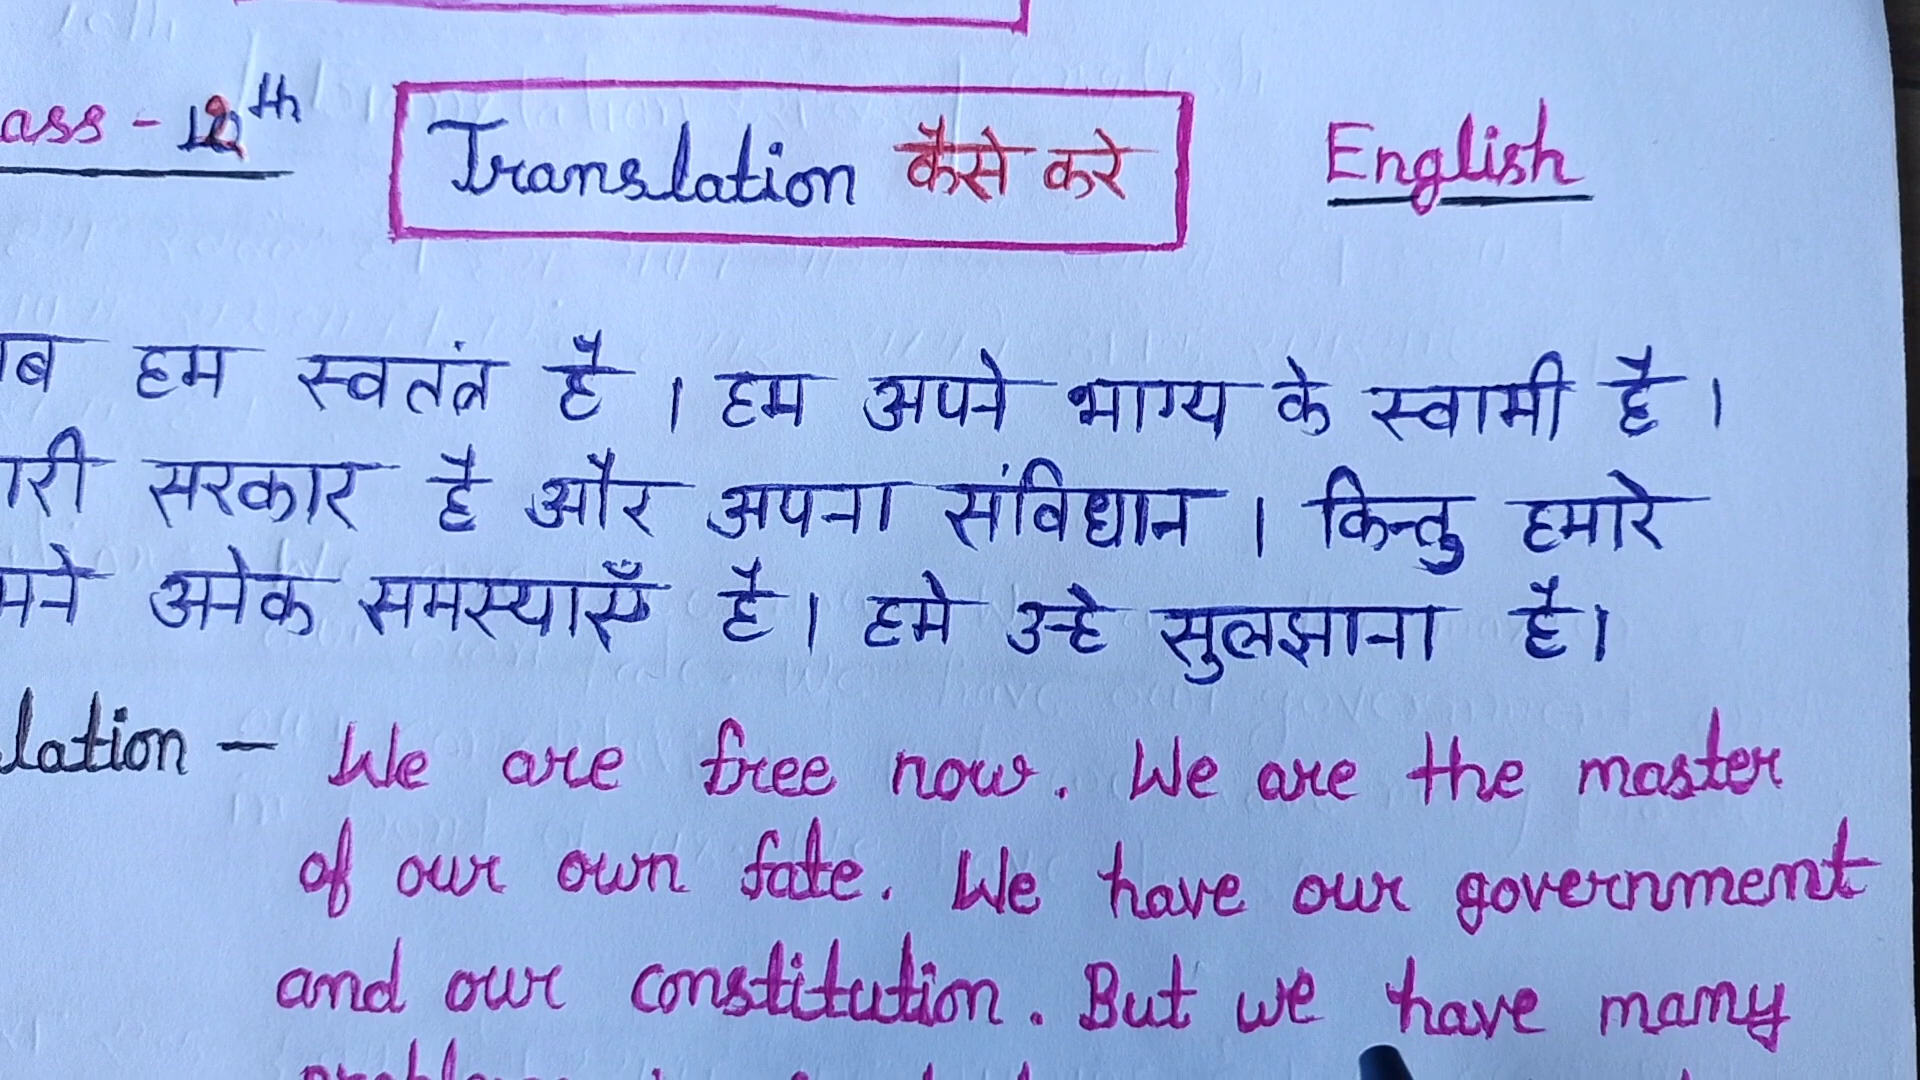 ass - 12th
Translation कैसे करे
English
ब हम स्वतंत्र है । हम अपने भाग्य के स्वामी है ।
री सरकार है और अपना संविधान । किन्तु हमारे
मने अनेक समस्याएँ है । हमे उन्हे सुलझाना है ।
lation - We are free now. We are the master
of our own fate. We have our government
and our constitution. But we have many